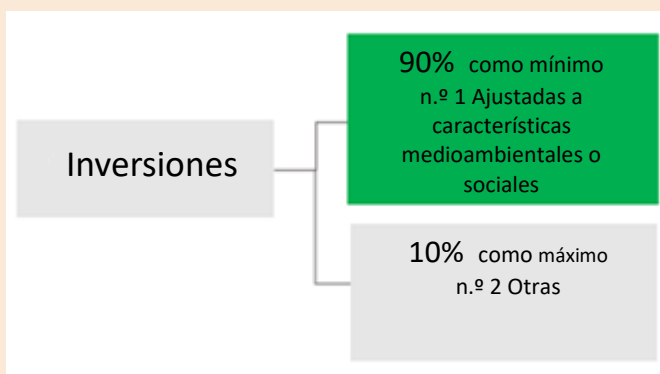 Inversiones
90% como mínimo
n.º 1 Ajustadas a
características
medioambientales o
sociales
10% como máximo
n.º 2 Otras